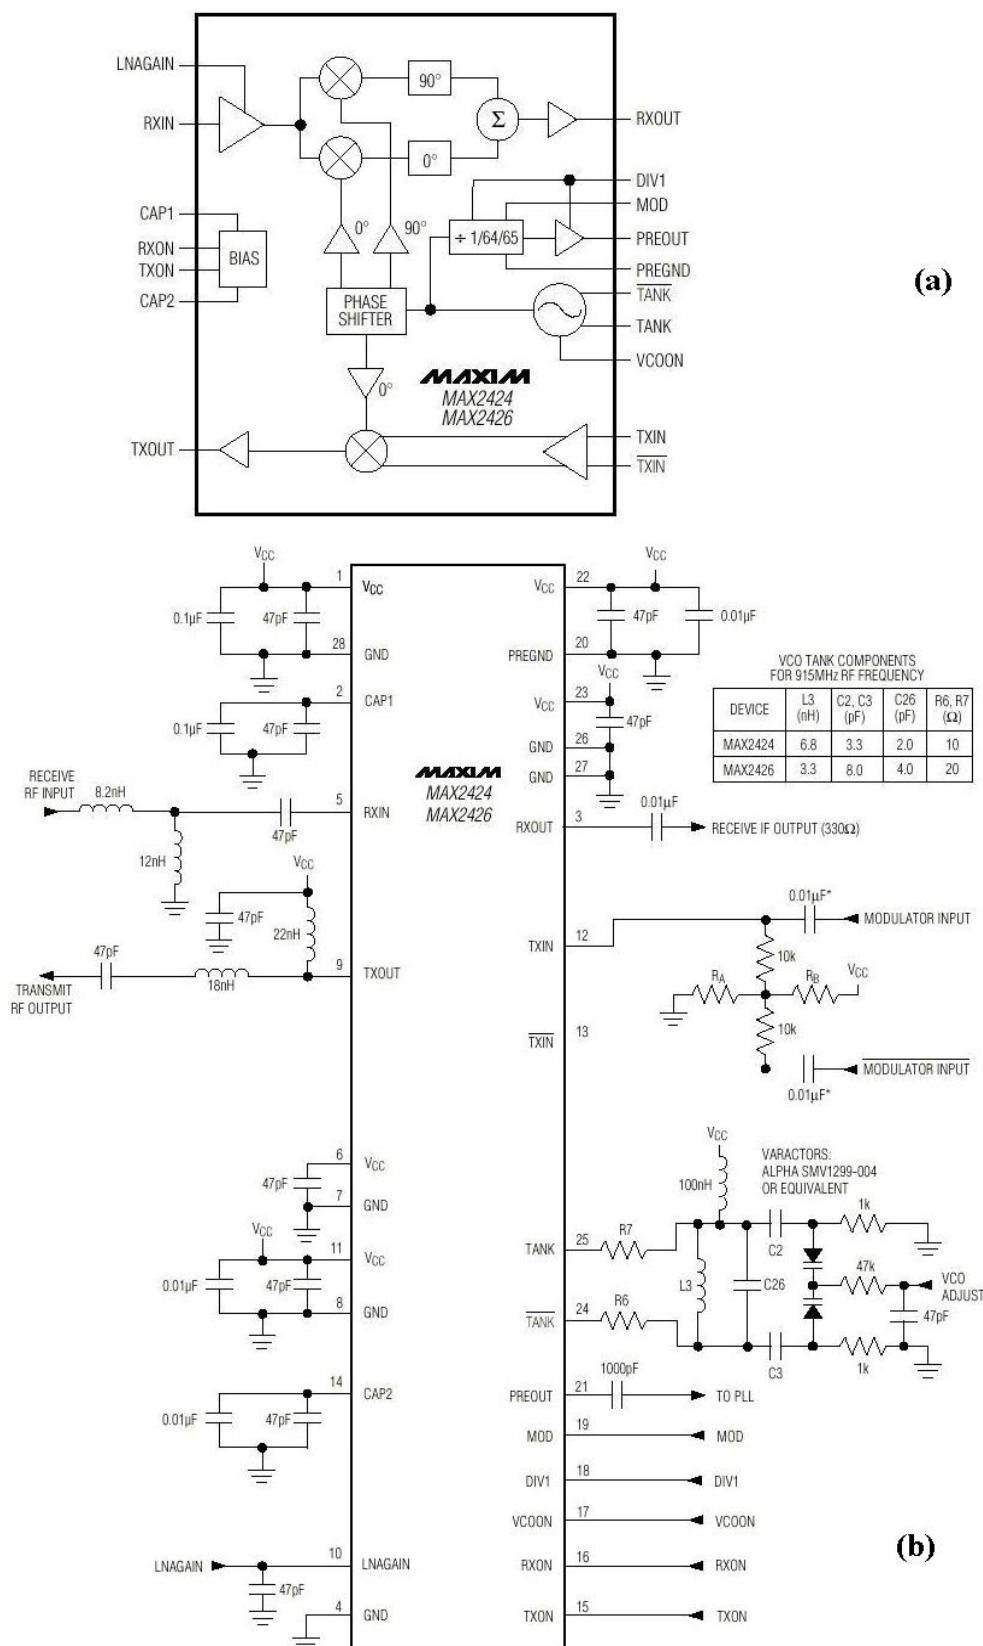 LNAGAIN
RXIN
CAP1
RXON
TXON
CAP2
BIAS
90°
0°
Σ
RXOUT
DIV1
MOD
÷ 1/64/65
PREOUT
PREGND
0°
90°
PHASE
SHIFTER
TANK
TANK
VCOON
0°
MAXIM
MAX2424
MAX2426
TXOUT
TXIN
TXIN
(a)
VCC
1
VCC
0.1µF
47pF
28
GND
2
CAP1
0.1µF
47pF
RECEIVE
RF INPUT
8.2nH
5
RXIN
47pF
12nH
VCC
47pF
22nH
47pF
9
TXOUT
18nH
TRANSMIT
RF OUTPUT
6
VCC
47pF
7
GND
VCC
11
VCC
0.01µF
47pF
8
GND
14
CAP2
0.01µF
47pF
LNAGAIN
10
LNAGAIN
47pF
4
GND
MAXIM
MAX2424
MAX2426
VCC
VCC
22
47pF
0.01µF
PREGND
20
VCC
VCC
23
47pF
GND
26
GND
27
VCO TANK COMPONENTS
FOR 915MHz RF FREQUENCY
DEVICE L3 (nH) C2, C3 (pF) C26 (pF) R6, R7 (Ω)
MAX2424 6.8 3.3 2.0 10
MAX2426 3.3 8.0 4.0 20
0.01µF
RXOUT
3
RECEIVE IF OUTPUT (330Ω)
0.01µF*
MODULATOR INPUT
TXIN
12
10k
RA
RB
VCC
10k
TXIN
13
MODULATOR INPUT
0.01µF*
VCC
100nH
VARACTORS:
ALPHA SMV1299-004
OR EQUIVALENT
1k
TANK
25
R7
C2
L3
C26
47k
VCO
ADJUST
47pF
TANK
24
R6
C3
1k
1000pF
PREOUT
21
TO PLL
MOD
19
MOD
DIV1
18
DIV1
VCOON
17
VCOON
RXON
16
RXON
TXON
15
TXON
(b)